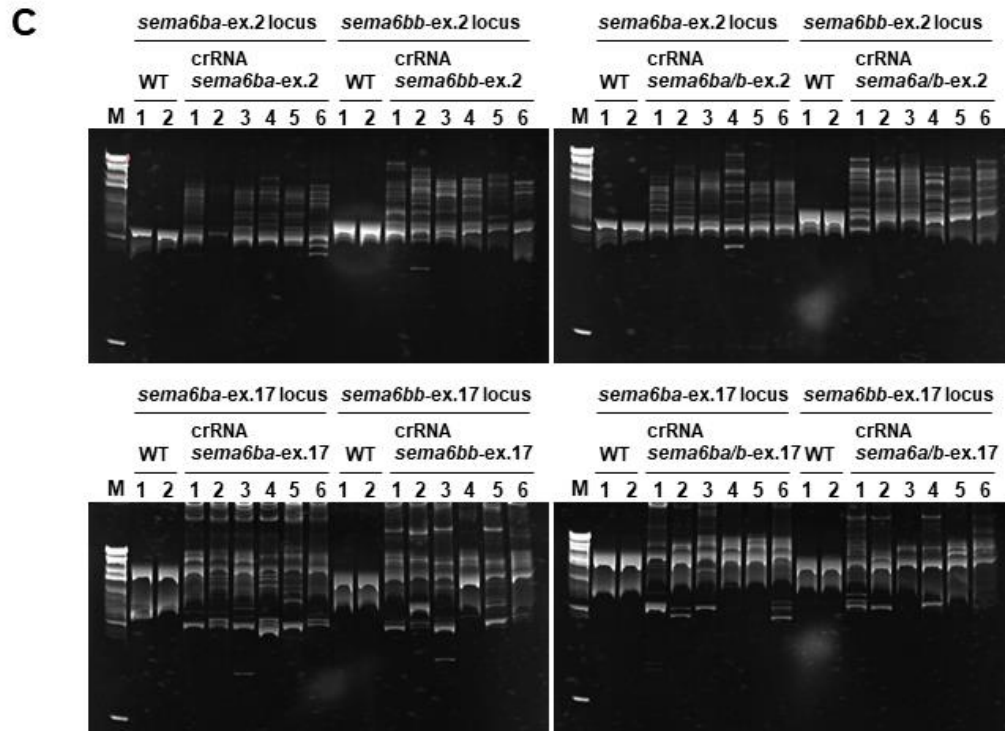 C
sema6ba-ex.2 locus sema6bb-ex.2 locus
crRNA crRNA
WT sema6ba-ex.2 WT sema6bb-ex.2
M 1 2 1 2 3 4 5 6 1 2 1 2 3 4 5 6
sema6ba-ex.2 locus sema6bb-ex.2 locus
crRNA crRNA
WT sema6ba/b-ex.2 WT sema6a/b-ex.2
M 1 2 1 2 3 4 5 6 1 2 1 2 3 4 5 6
sema6ba-ex.17 locus sema6bb-ex.17 locus
crRNA crRNA
WT sema6ba-ex.17 WT sema6bb-ex.17
M 1 2 1 2 3 4 5 6 1 2 1 2 3 4 5 6
sema6ba-ex.17 locus sema6bb-ex.17 locus
crRNA crRNA
WT sema6ba/b-ex.17 WT sema6a/b-ex.17
M 1 2 1 2 3 4 5 6 1 2 1 2 3 4 5 6